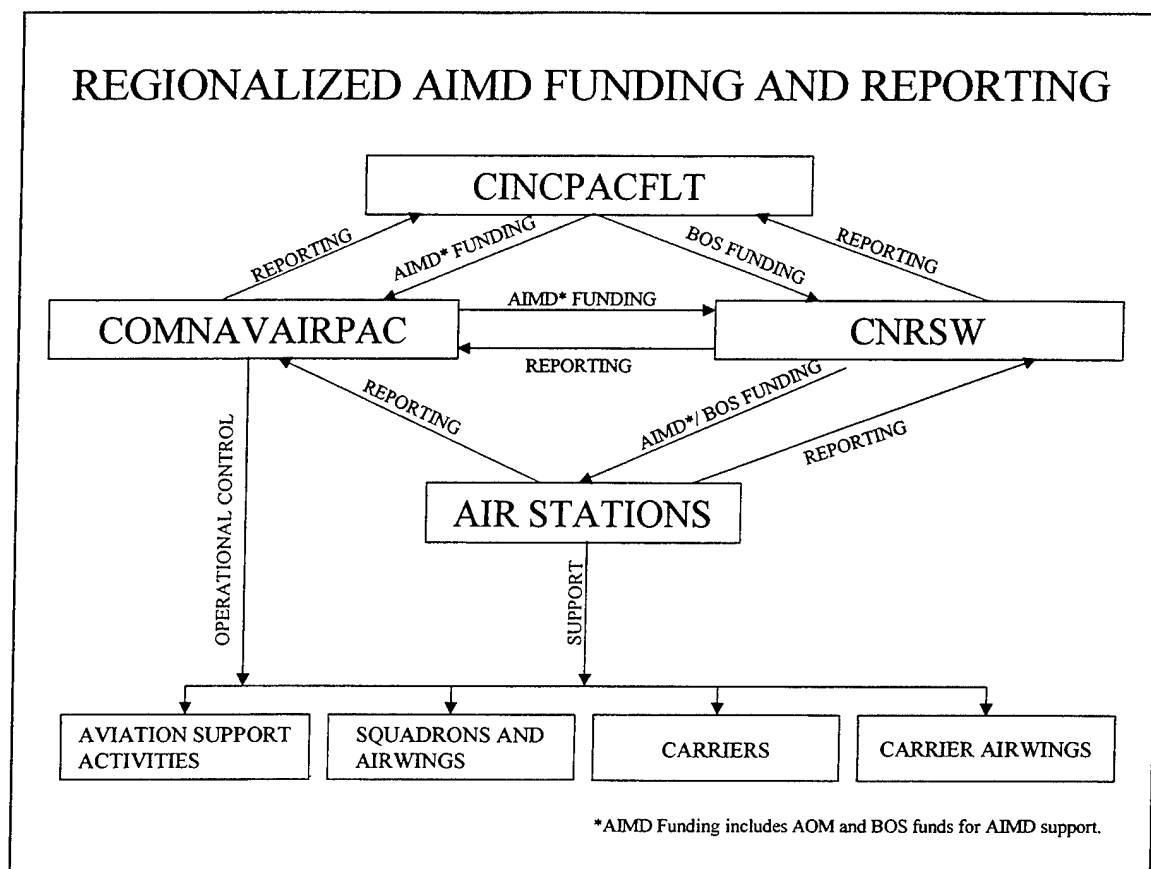 REGIONALIZED AIMD FUNDING AND REPORTING
CINCPACFLT
REPORTING
AIMD* FUNDING
BOS FUNDING
REPORTING
AIMD* FUNDING
COMNAVAIRPAC
CNRSW
REPORTING
REPORTING
AIMD*/ BOS FUNDING
REPORTING
AIR STATIONS
OPERATIONAL CONTROL
SUPPORT
AVIATION SUPPORT
ACTIVITIES
SQUADRONS AND
AIRWINGS
CARRIERS
CARRIER AIRWINGS
*AIMD Funding includes AOM and BOS funds for AIMD support.